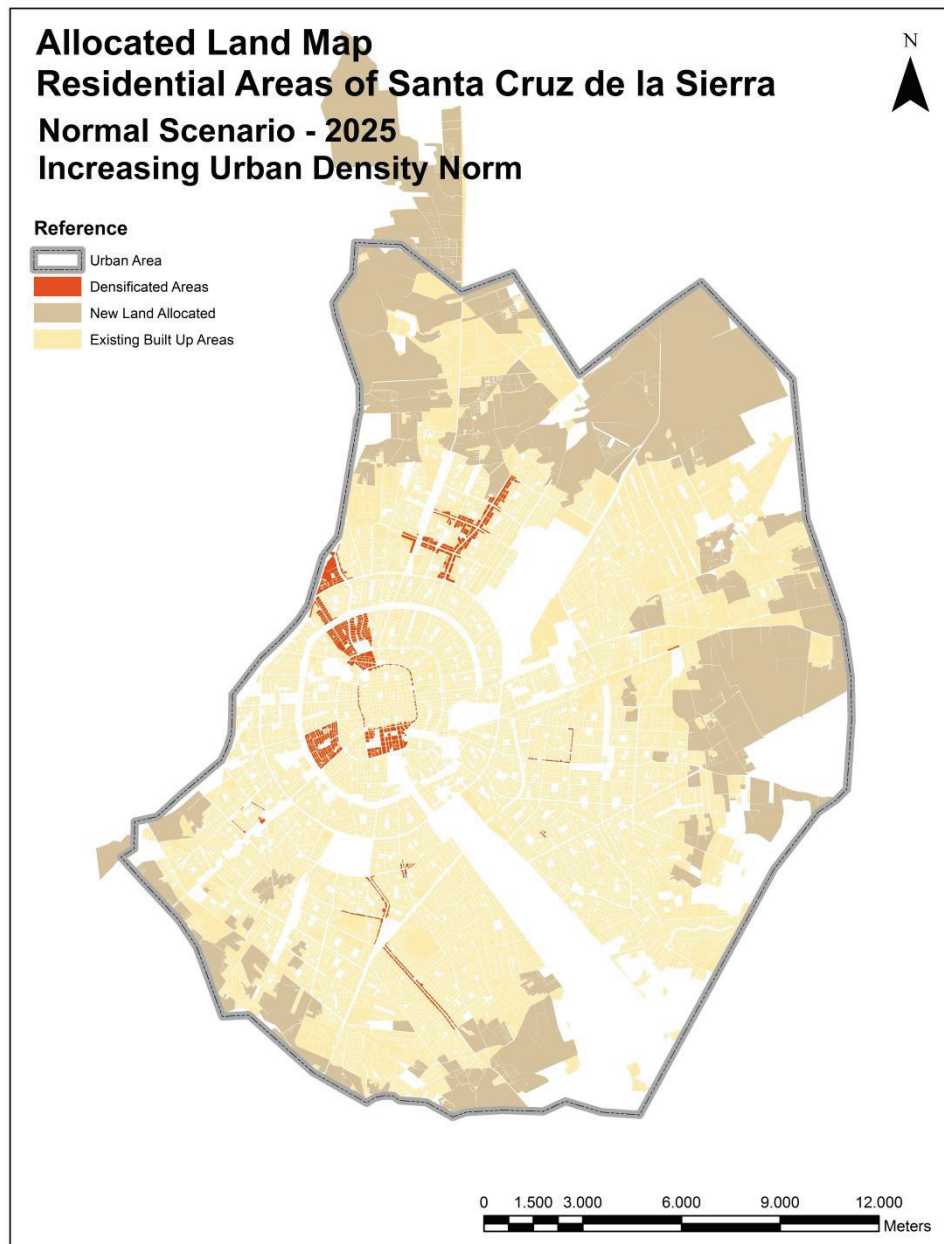 Allocated Land Map
Residential Areas of Santa Cruz de la Sierra
Normal Scenario - 2025
Increasing Urban Density Norm
N
Reference
Urban Area
Densificated Areas
New Land Allocated
Existing Built Up Areas
0 1.500 3.000 6.000 9.000 12.000
Meters